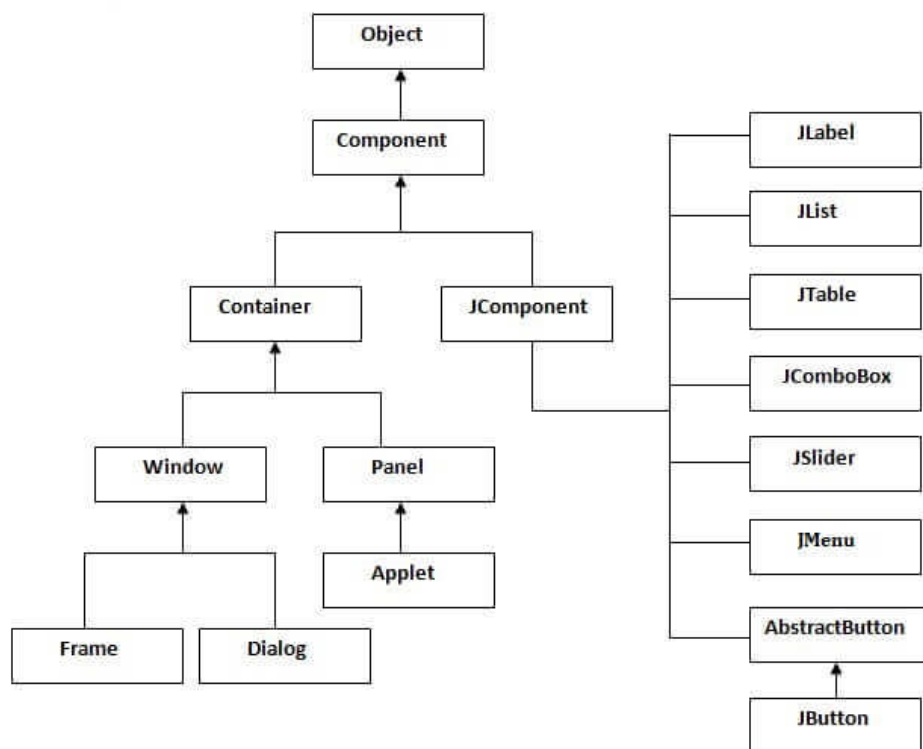 Object
Component
Container
JComponent
Window
Panel
Applet
Frame
Dialog
JLabel
JList
JTable
JComboBox
JSlider
JMenu
AbstractButton
JButton